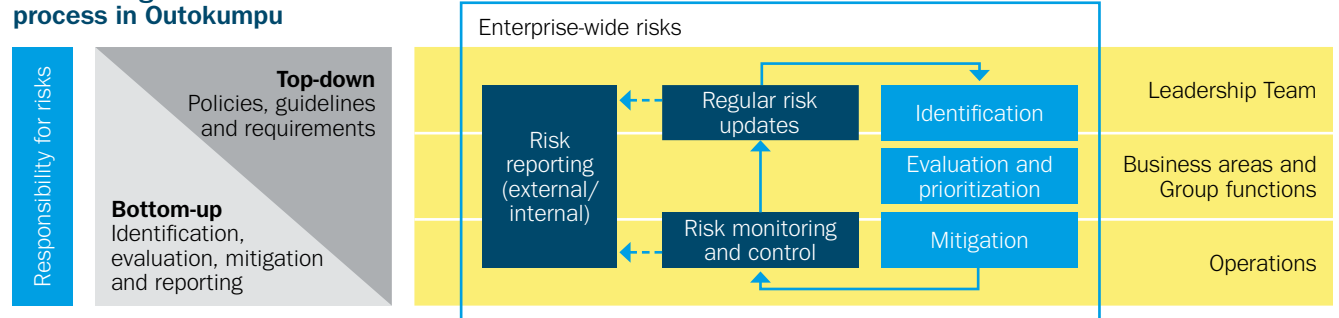 process in Outokumpu
Responsibility for risks
Top-down
Policies, guidelines
and requirements
Bottom-up
Identification,
evaluation, mitigation
and reporting
Enterprise-wide risks
Risk
reporting
(external/
internal)
Regular risk
updates
Risk monitoring
and control
Identification
Evaluation and
prioritization
Mitigation
Leadership Team
Business areas and
Group functions
Operations